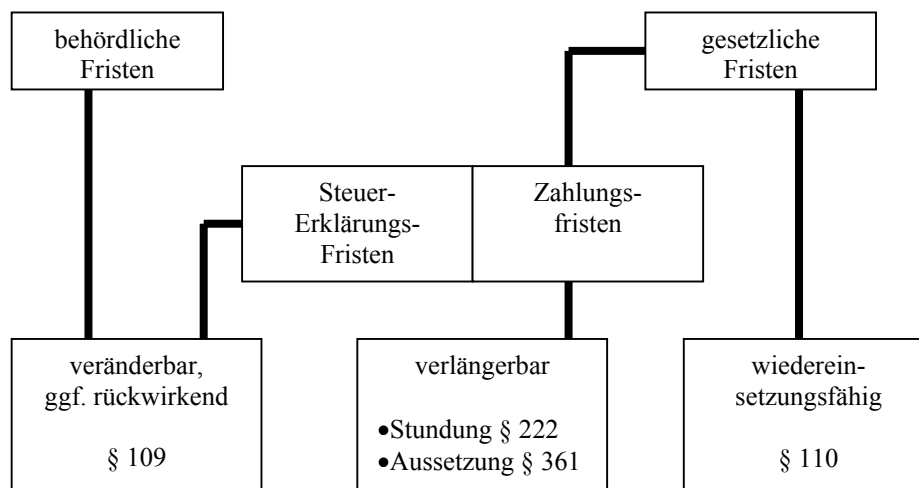 behördliche
Fristen
gesetzliche
Fristen
Steuer-
Erklärungs-
Fristen
Zahlungs-
fristen
veränderbar,
ggf. rückwirkend
§ 109
verlängerbar
•Stundung § 222
•Aussetzung § 361
wiederein-
setzungsfähig
§ 110